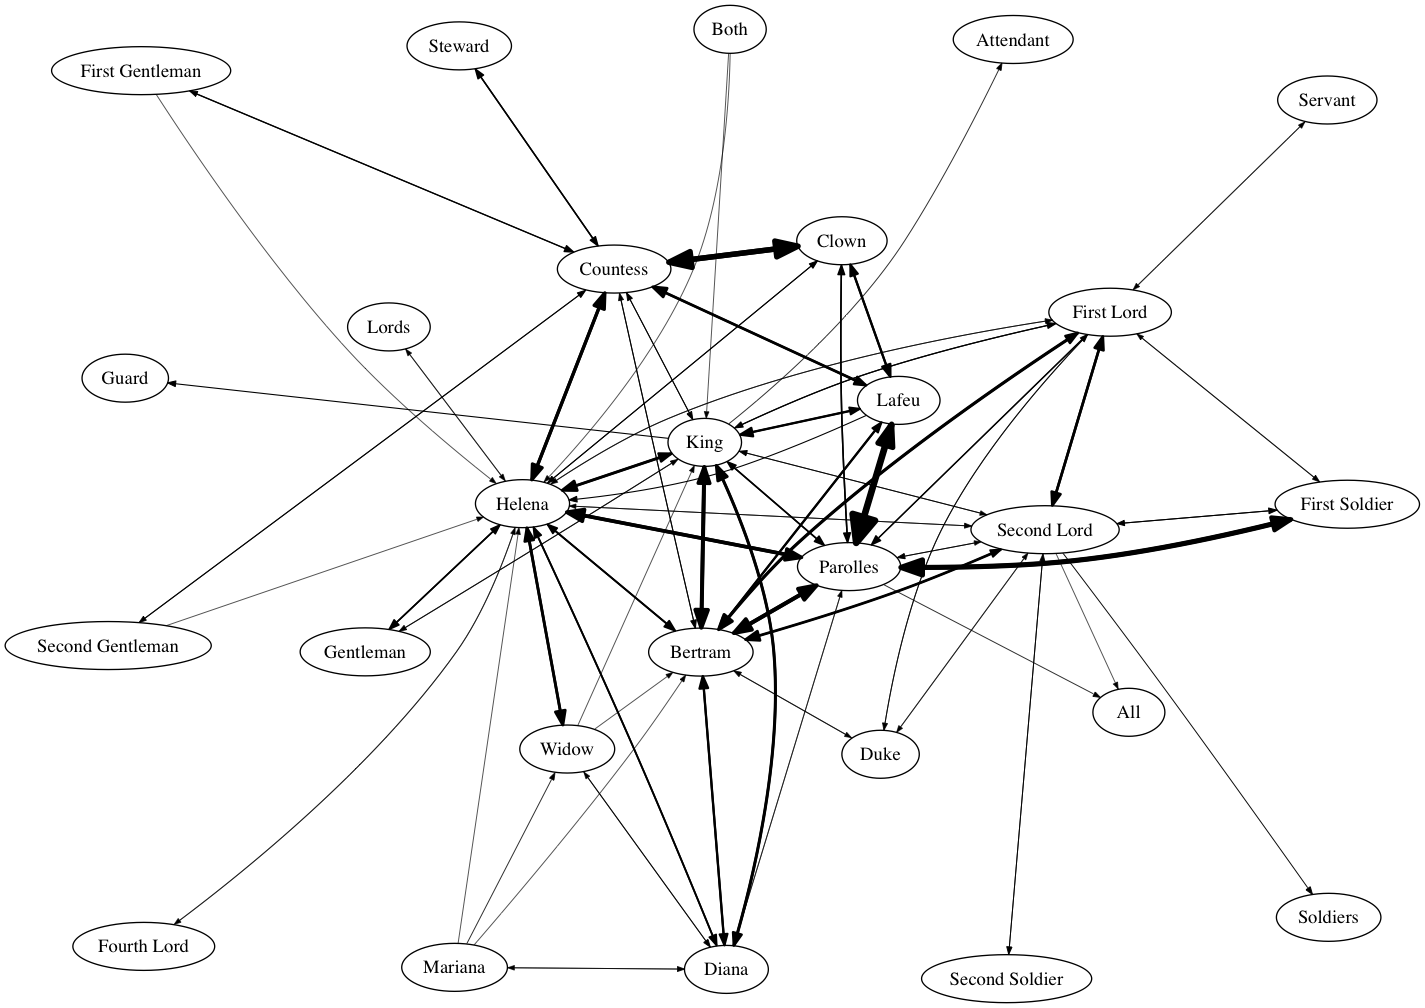 Both
Attendant
Steward
First Gentleman
Servant
Clown
Countess
First Lord
Lords
Guard
Lafeu
King
Helena
First Soldier
Second Lord
Parolles
Second Gentleman
Gentleman
Bertram
All
Widow
Duke
Soldiers
Fourth Lord
Mariana
Diana
Second Soldier